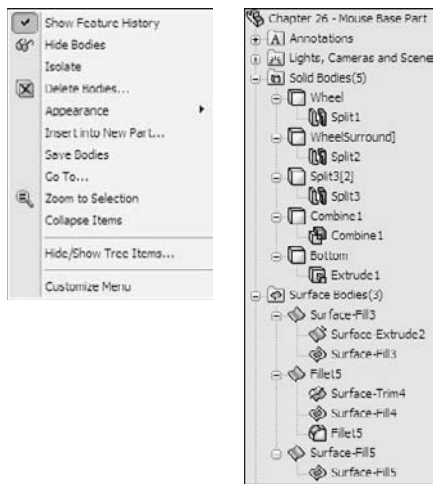 Show Feature History
Hide Bodies
Isolate
Delete Bodies...
Appearance
Insert into New Part...
Save Bodies
Go To...
Zoom to Selection
Collapse Items
Hide/Show Tree Items...
Customize Menu
Chapter 26 - Mouse Base Part
Annotations
Lights, Cameras and Scene
Solid Bodies(5)
Wheel
Split1
WheelSurround]
Split2
Split3[2]
Split3
Combine1
Combine1
Bottom
Extrude1
Surface Bodies(3)
Surface-Fill3
Surface-Extrude2
Surface-Fill3
Fillet5
Surface-Trim4
Surface-Fill4
Fillet5
Surface-Fill5
Surface-Fill5